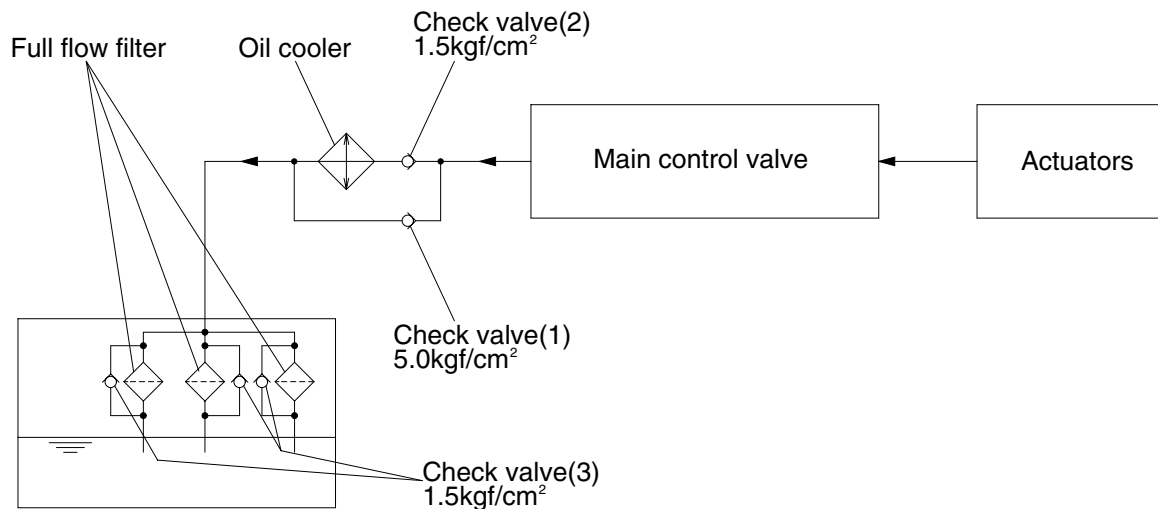 Check valve(2)
1.5kgf/cm²
Full flow filter
Oil cooler
Main control valve
Actuators
Check valve(1)
5.0kgf/cm²
Check valve(3)
1.5kgf/cm²